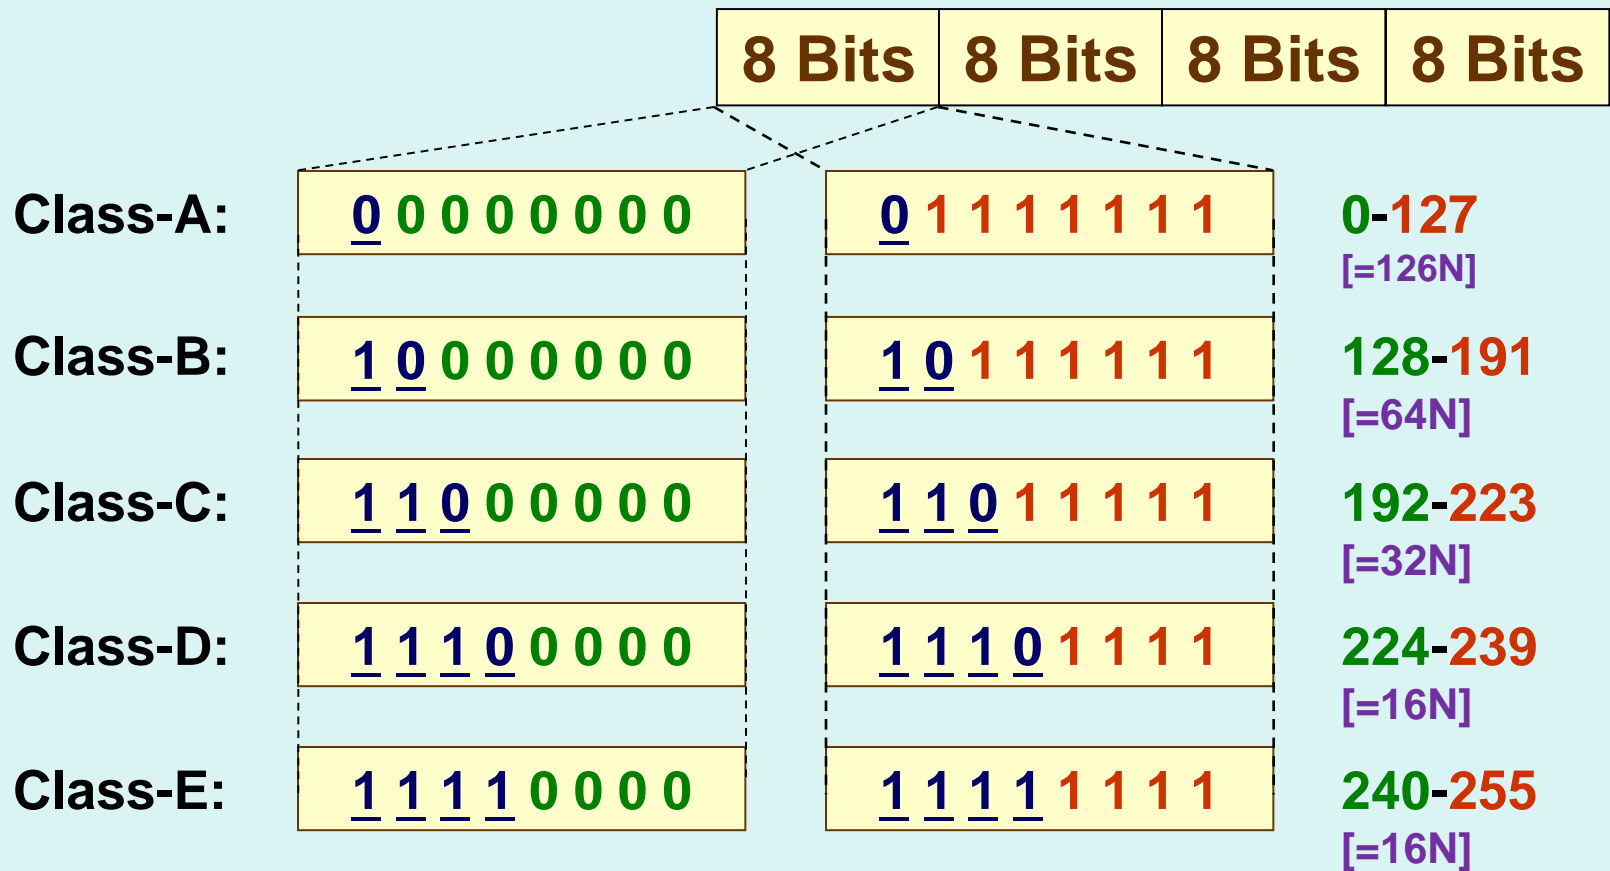 8 Bits 8 Bits 8 Bits 8 Bits
Class-A: 0 0 0 0 0 0 0 0 0 1 1 1 1 1 1 1 0-127
[=126N]
Class-B: 1 0 0 0 0 0 0 0 1 0 1 1 1 1 1 1 128-191
[=64N]
Class-C: 1 1 0 0 0 0 0 0 1 1 0 1 1 1 1 1 192-223
[=32N]
Class-D: 1 1 1 0 0 0 0 0 1 1 1 0 1 1 1 1 224-239
[=16N]
Class-E: 1 1 1 1 0 0 0 0 1 1 1 1 1 1 1 1 240-255
[=16N]